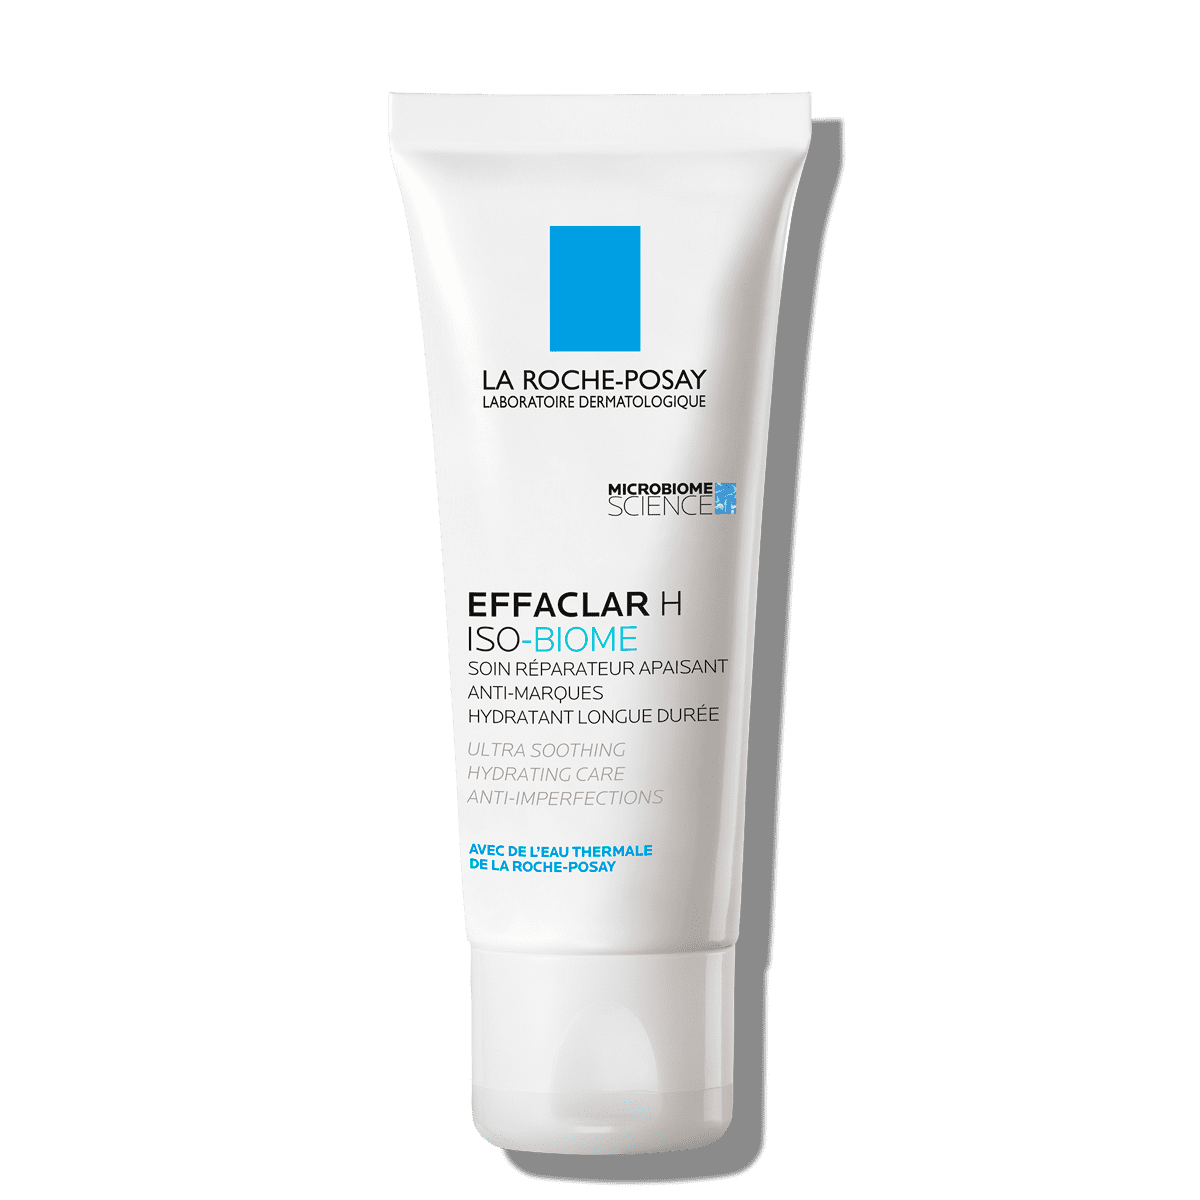 LA ROCHE-POSAY
LABORATOIRE DERMATOLOGIQUE
MICROBIOME
SCIENCE
EFFACLAR H
ISO-BIOME
SOIN RÉPARATEUR APAISANT
ANTI-MARQUES
HYDRATANT LONGUE DURÉE
ULTRA SOOTHING
HYDRATING CARE
ANTI-IMPERFECTIONS
AVEC DE L'EAU THERMALE
DE LA ROCHE-POSAY